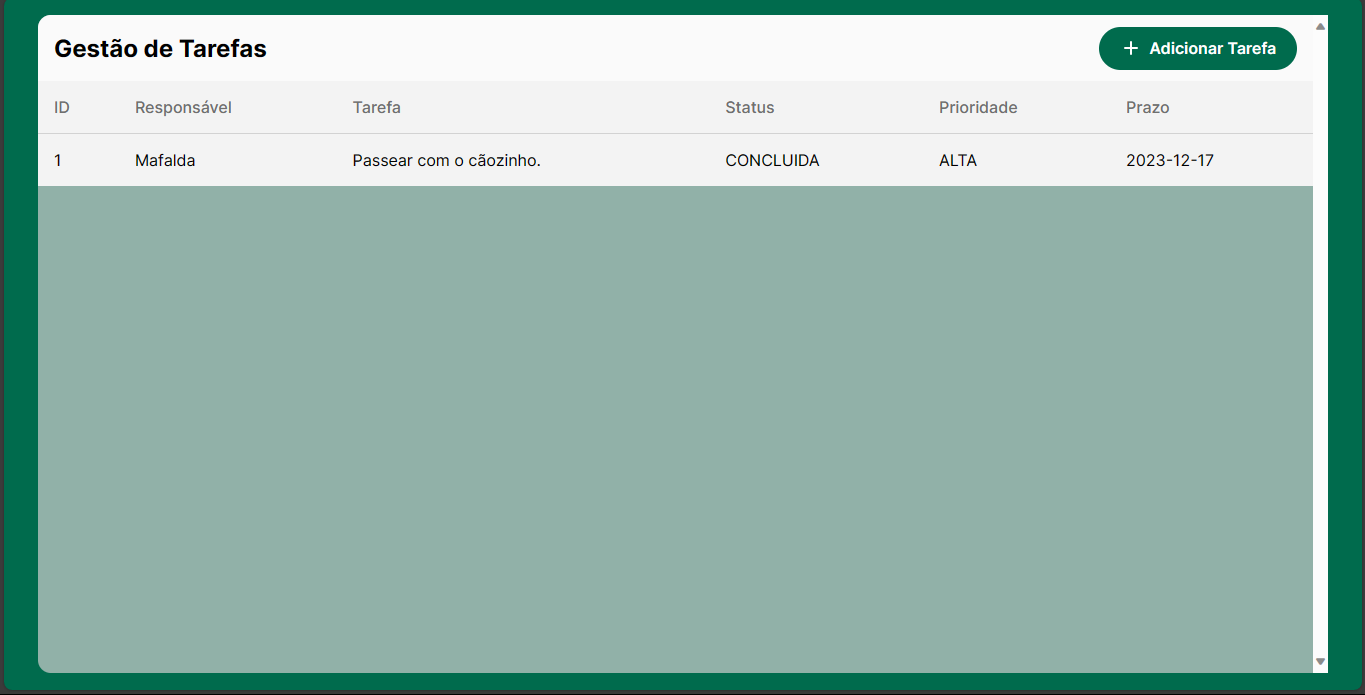 Gestão de Tarefas
+ Adicionar Tarefa
ID Responsável Tarefa Status Prioridade Prazo
1 Mafalda Passear com o cãozinho. CONCLUIDA ALTA 2023-12-17